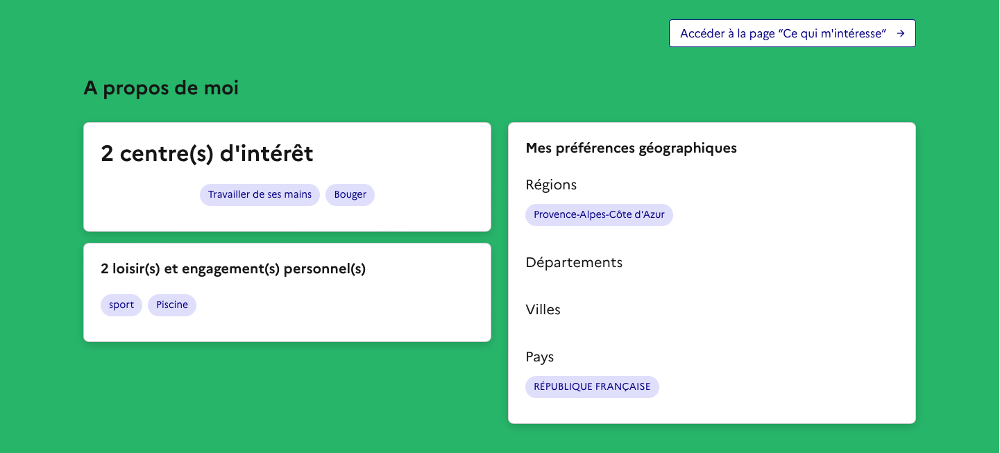 Accéder à la page “Ce qui m'intéresse” →
A propos de moi
2 centre(s) d'intérêt
Travailler de ses mains Bouger
2 loisir(s) et engagement(s) personnel(s)
sport Piscine
Mes préférences géographiques
Régions
Provence-Alpes-Côte d'Azur
Départements
Villes
Pays
RÉPUBLIQUE FRANÇAISE